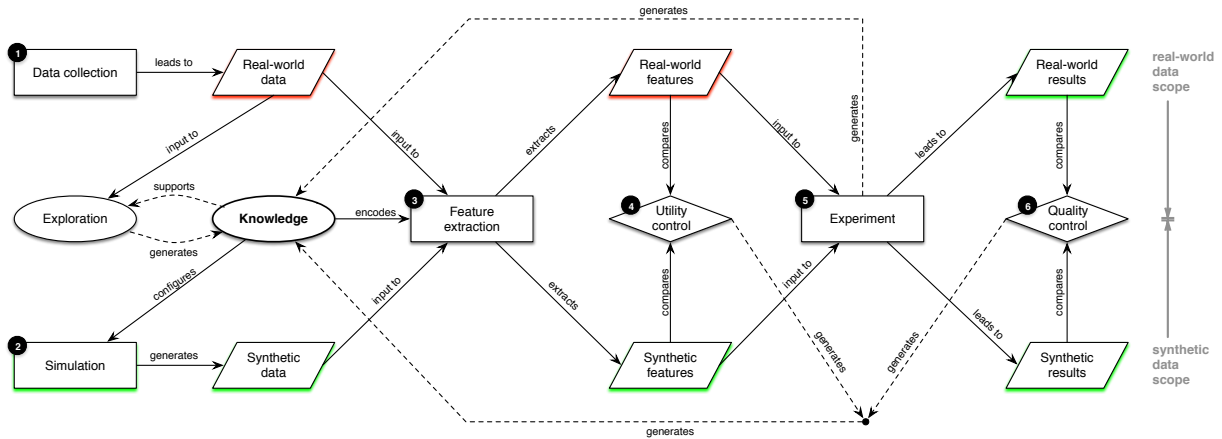 generates
1
Data collection
leads to
Real-world
data
Real-world
features
Real-world
results
real-world
data
scope
input to
input to
extracts
compares
input to
generates
leads to
compares
supports
Exploration
generates
Knowledge
encodes
3
Feature
extraction
4
Utility
control
5
Experiment
6
Quality
control
configures
input to
extracts
compares
input to
generates
generates
leads to
compares
2
Simulation
generates
Synthetic
data
Synthetic
features
Synthetic
results
synthetic
data
scope
generates